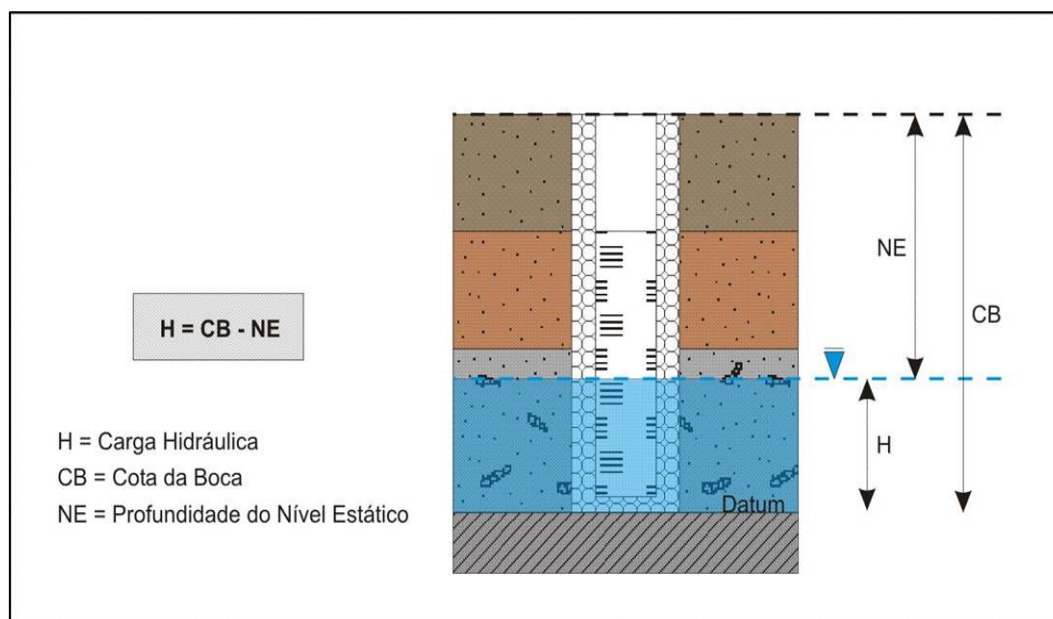 H = CB - NE
H = Carga Hidráulica
CB = Cota da Boca
NE = Profundidade do Nível Estático
NE
CB
H
Datum